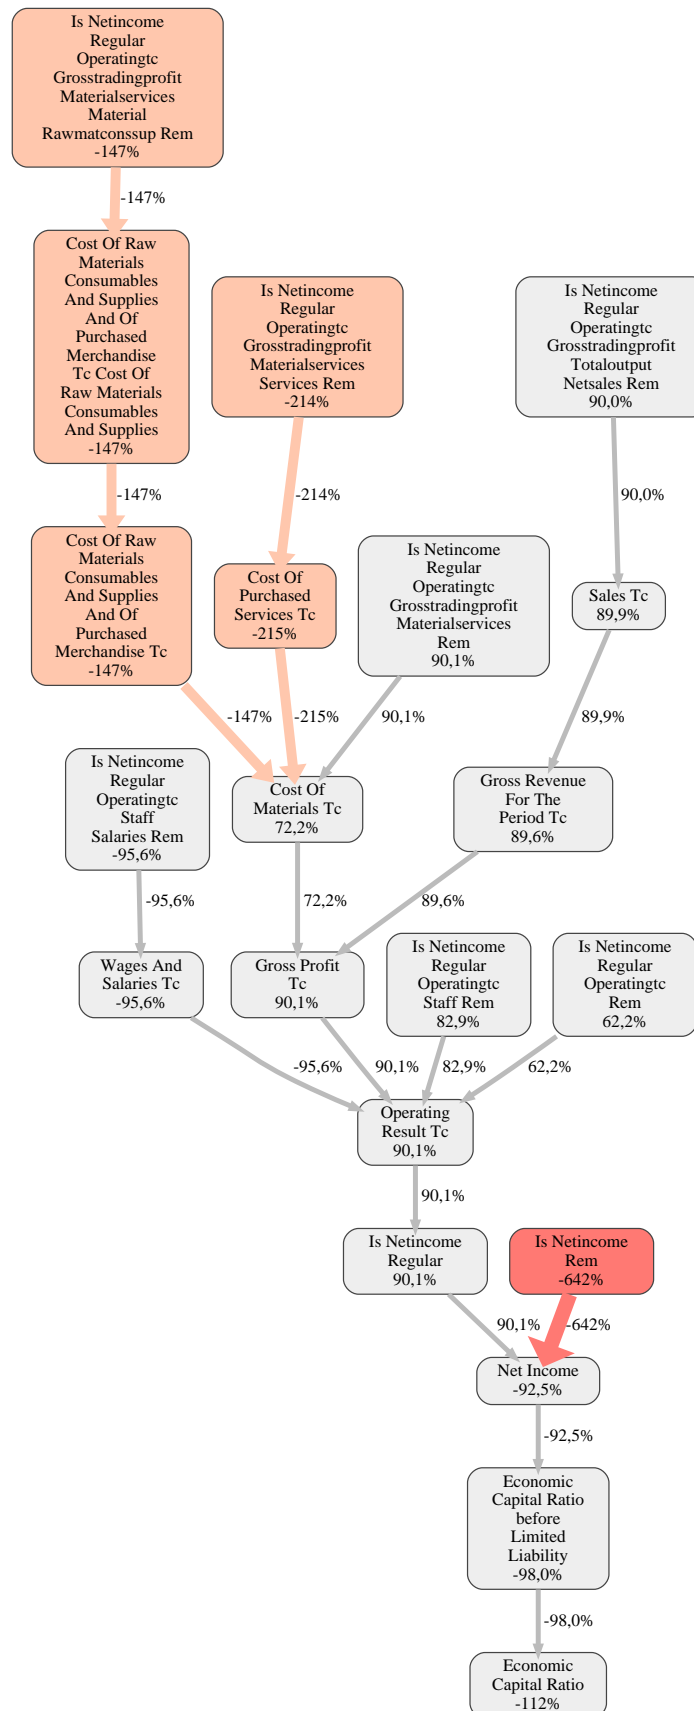 Is Netincome
Regular
Operatingtc
Grosstradingprofit
Materialservices
Material
Rawmatconssup Rem
-147%
-147%
Cost Of Raw
Materials
Consumables
And Supplies
And Of
Purchased
Merchandise
Tc Cost Of
Raw Materials
Consumables
And Supplies
-147%
Is Netincome
Regular
Operatingtc
Grosstradingprofit
Materialservices
Services Rem
-214%
Is Netincome
Regular
Operatingtc
Grosstradingprofit
Totaloutput
Netsales Rem
90,0%
-147%
-214%
90,0%
Cost Of Raw
Materials
Consumables
And Supplies
And Of
Purchased
Merchandise Tc
-147%
Cost Of
Purchased
Services Tc
-215%
Is Netincome
Regular
Operatingtc
Grosstradingprofit
Materialservices
Rem
90,1%
Sales Tc
89,9%
-147%
-215%
90,1%
89,9%
Is Netincome
Regular
Operatingtc
Staff
Salaries Rem
-95,6%
Cost Of
Materials Tc
72,2%
Gross Revenue
For The
Period Tc
89,6%
-95,6%
72,2%
89,6%
Wages And
Salaries Tc
-95,6%
Gross Profit
Tc
90,1%
Is Netincome
Regular
Operatingtc
Staff Rem
82,9%
Is Netincome
Regular
Operatingtc
Rem
62,2%
-95,6%
90,1%
82,9%
62,2%
Operating
Result Tc
90,1%
90,1%
Is Netincome
Regular
90,1%
Is Netincome
Rem
-642%
90,1%
-642%
Net Income
-92,5%
-92,5%
Economic
Capital Ratio
before
Limited
Liability
-98,0%
-98,0%
Economic
Capital Ratio
-112%